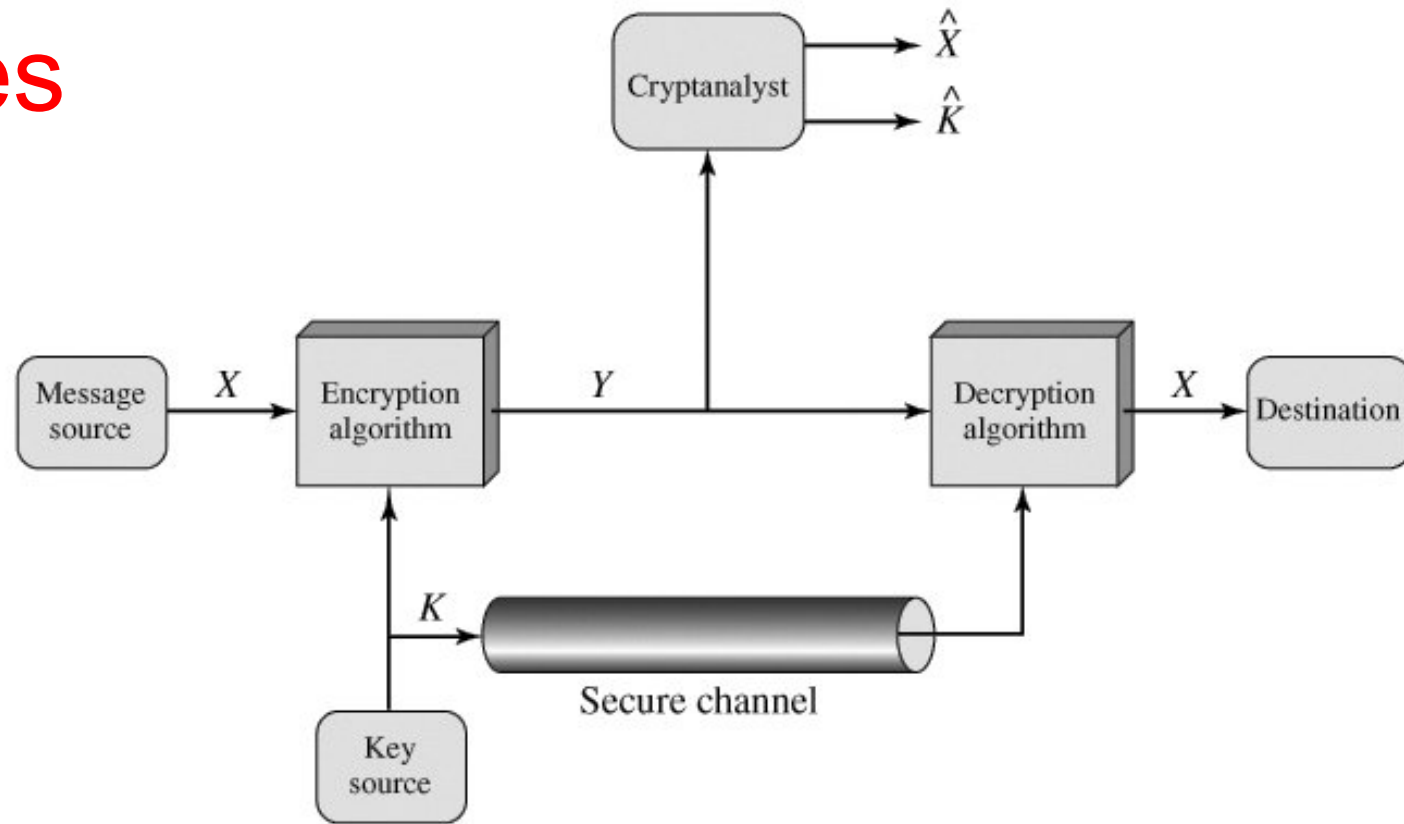 es
X̂
Cryptanalyst
K̂
Message
source
X
Encryption
algorithm
Y
Decryption
algorithm
X
Destination
K
Secure channel
Key
source